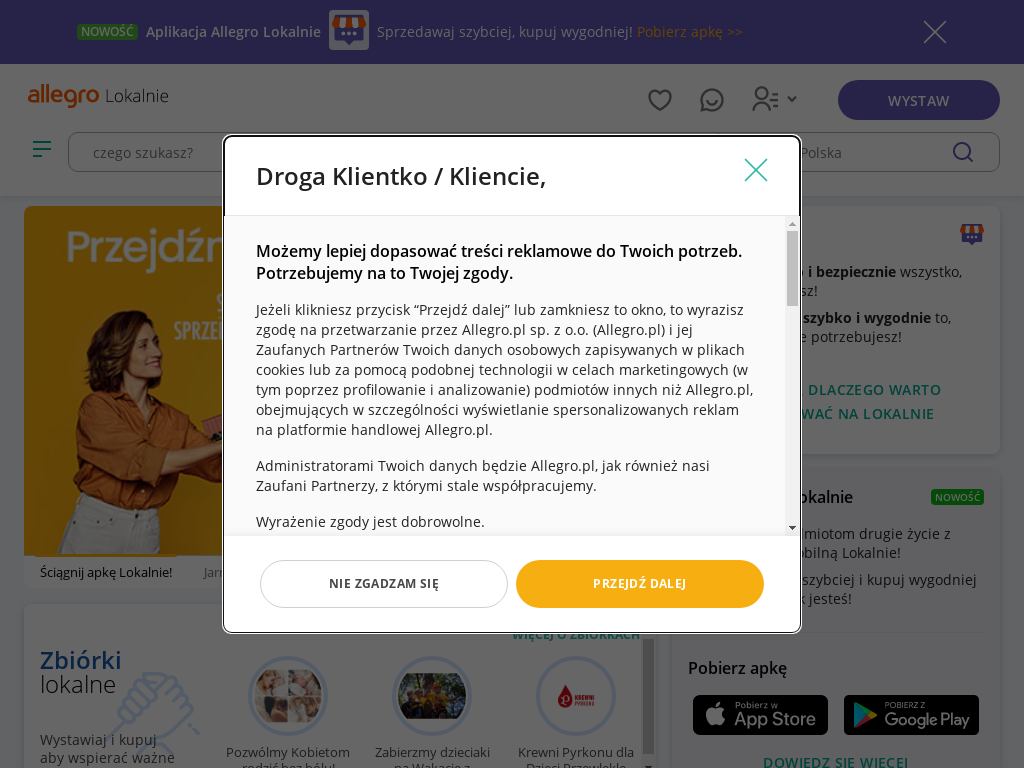 NOWOŚĆ Aplikacja Allegro Lokalnie Sprzedawaj szybciej, kupuj wygodniej! Pobierz apkę >>
allegro Lokalnie
WYSTAW
czego szukasz?
Polska
Droga Klientko / Kliencie,
Możemy lepiej dopasować treści reklamowe do Twoich potrzeb.
Potrzebujemy na to Twojej zgody.
Jeżeli klikniesz przycisk “Przejdź dalej” lub zamkniesz to okno, to wyrazisz
zgodę na przetwarzanie przez Allegro.pl sp. z o.o. (Allegro.pl) i jej
Zaufanych Partnerów Twoich danych osobowych zapisywanych w plikach
cookies lub za pomocą podobnej technologii w celach marketingowych (w
tym poprzez profilowanie i analizowanie) podmiotów innych niż Allegro.pl,
obejmujących w szczególności wyświetlanie spersonalizowanych reklam
na platformie handlowej Allegro.pl.
Administratorami Twoich danych będzie Allegro.pl, jak również nasi
Zaufani Partnerzy, z którymi stale współpracujemy.
Wyrażenie zgody jest dobrowolne.
NIE ZGADZAM SIĘ
PRZEJDŹ DALEJ
Przejdź
SPRZE
i bezpiecznie wszystko,
szybko i wygodnie to,
potrzebujesz!
DLACZEGO WARTO
NA LOKALNIE
Ściągnij apkę Lokalnie!
NOWOŚĆ
drugie życie z
Lokalnie!
szybciej i kupuj wygodniej
jesteś!
WIĘCEJ O ZBIÓRKACH
Zbiórki
lokalne
Wystawiaj i kupuj
aby wspierać ważne
KREWNI
PYRKONU
Pozwólmy Kobietom
rodzić bez bólu!
Zabierzmy dzieciaki
na Wakacje z
Krewni Pyrkonu dla
Dzieci Przewlekle
Pobierz apkę
Pobierz w
App Store
POBIERZ Z
Google Play
DOWIEDZ SIĘ WIĘCEJ